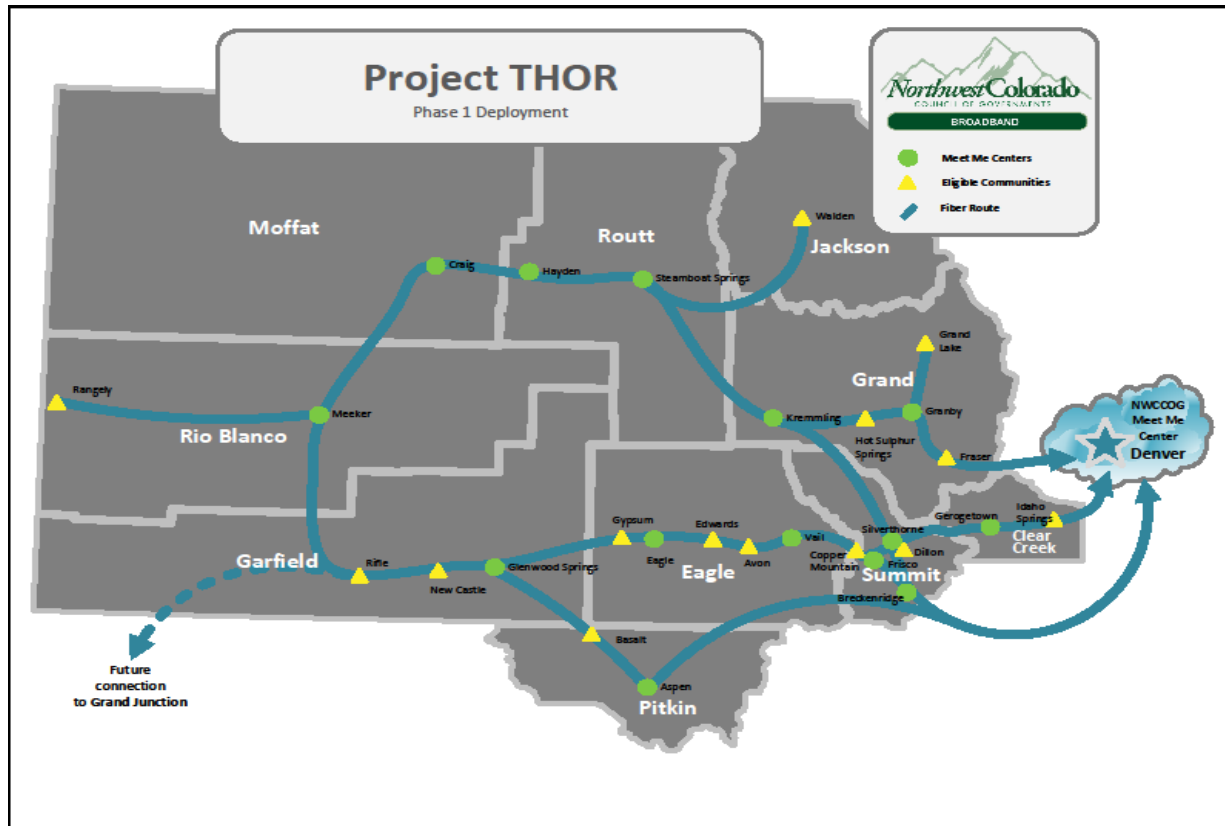 Project THOR
Phase 1 Deployment
NorthwestColorado
COUNCIL OF GOVERNMENTS
BROADBAND
Meet Me Centers
Eligible Communities
Fiber Route
Moffat
Routt
Walden
Jackson
Craig
Hayden
Steamboat Springs
Grand
Lake
Grand
Rangely
Meeker
Rio Blanco
Kremmling
Granby
Hot Sulphur
Springs
Fraser
NWCCOG
Meet Me
Center
Denver
Gypsum
Edwards
Eagle
Avon
Eagle
Vail
Silverthorne
Gerogetown
Idaho
Springs
Clear
Creek
Copper
Mountain
Dillon
Frisco
Summit
Breckenridge
Garfield
Rifle
New Castle
Glenwood Springs
Basalt
Aspen
Pitkin
Future
connection
to Grand Junction